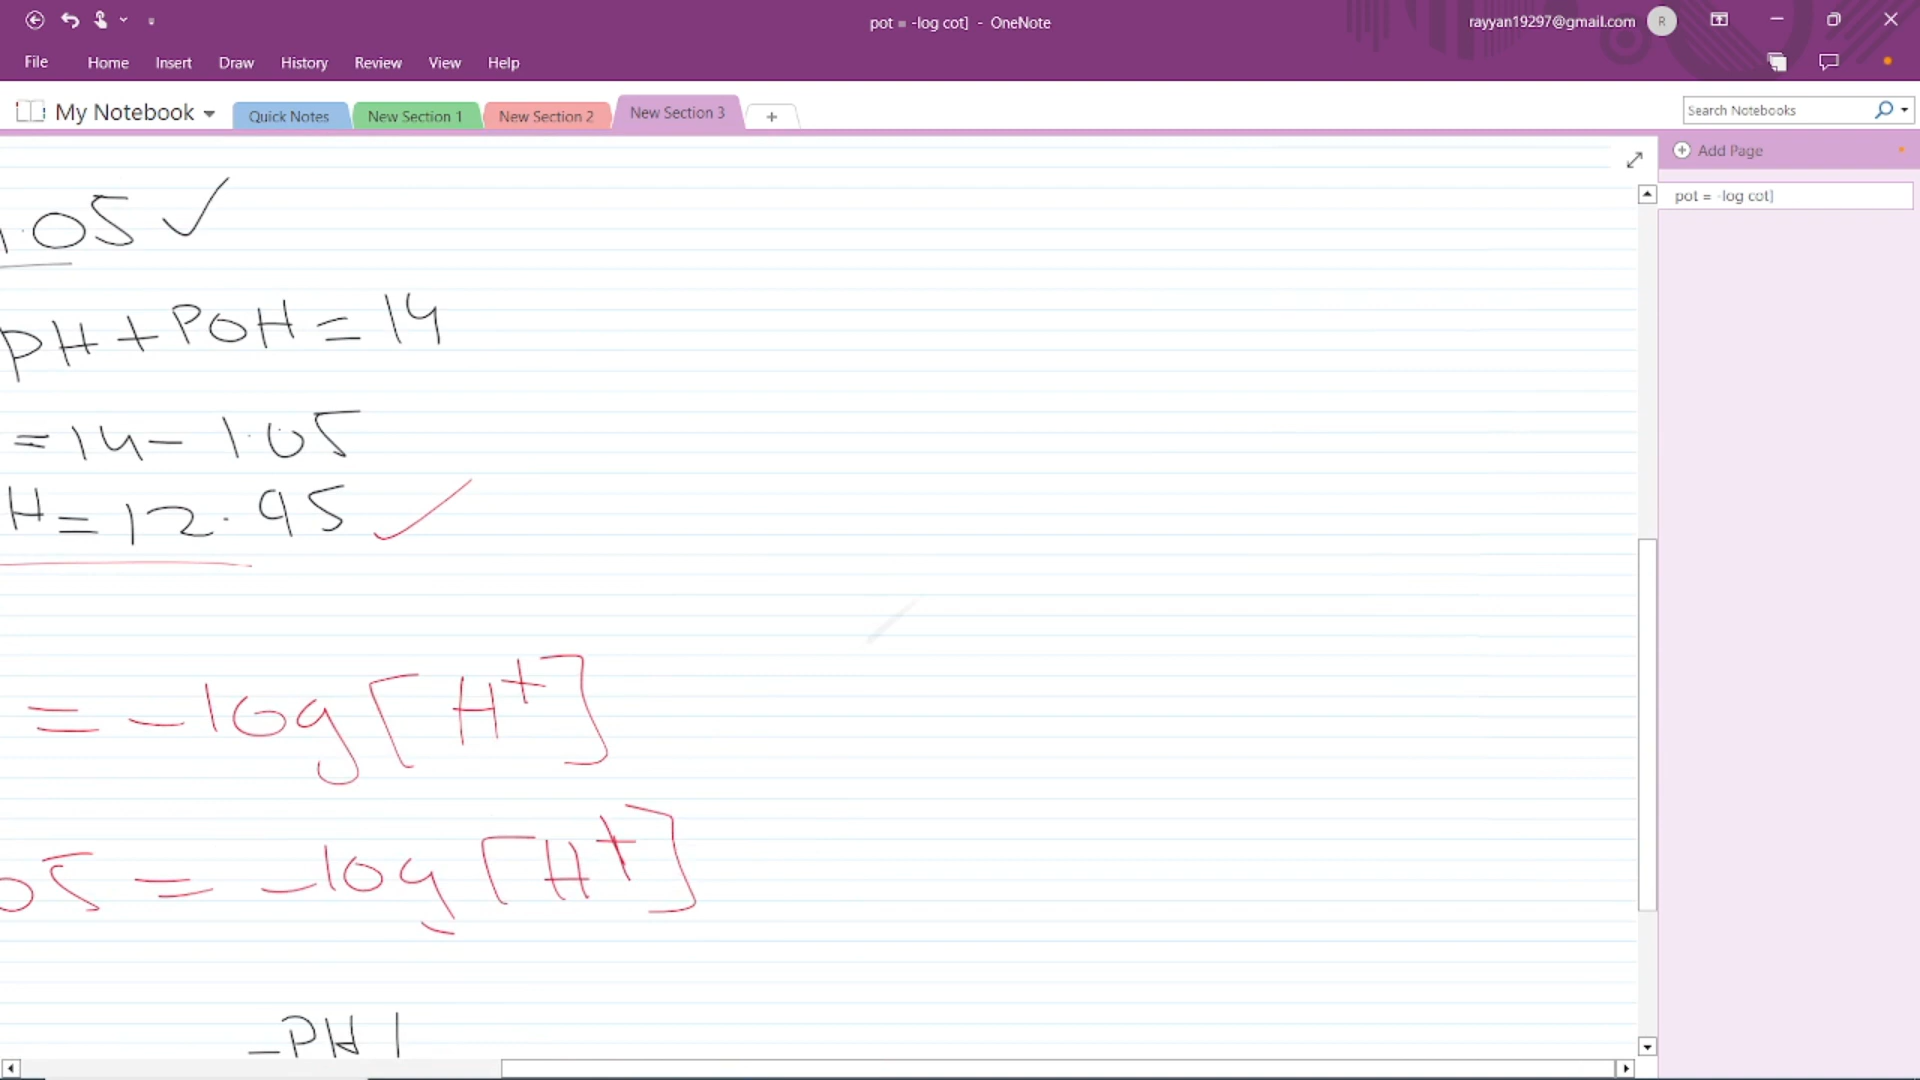 pot = -log cot] - OneNote
rayyan19297@gmail.com
R
File Home Insert Draw History Review View Help
My Notebook
Quick Notes
New Section 1
New Section 2
New Section 3
+
Search Notebooks
Add Page
pot = -log cot]
1.05 ✓
PH + POH = 14
= 14 - 1.05
H = 12.95 ✓
= -log [H+]
05 = -log [H+]
-PH